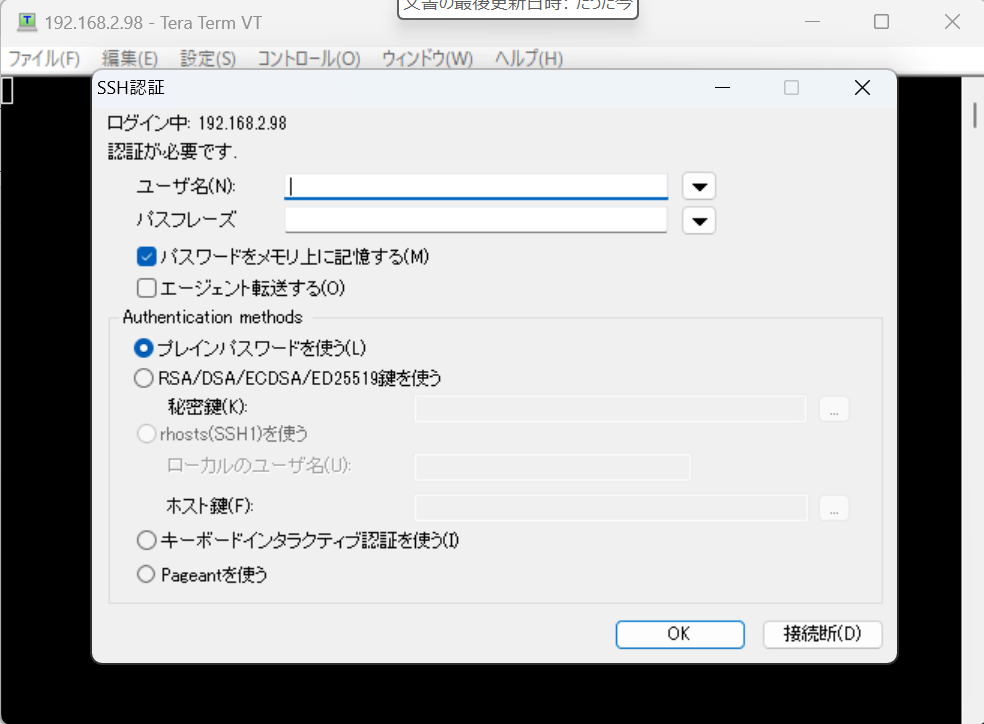 192.168.2.98 - Tera Term VT
文書の最後更新日時: たった今
ファイル(F) 編集(E) 設定(S) コントロール(O) ウィンドウ(W) ヘルプ(H)
SSH認証
ログイン中: 192.168.2.98
認証が必要です.
ユーザ名(N):
パスフレーズ
パスワードをメモリ上に記憶する(M)
エージェント転送する(O)
Authentication methods
プレインパスワードを使う(L)
RSA/DSA/ECDSA/ED25519鍵を使う
秘密鍵(K):
...
rhosts(SSH1)を使う
ローカルのユーザ名(U):
ホスト鍵(F):
...
キーボードインタラクティブ認証を使う(I)
Pageantを使う
OK 接続断(D)